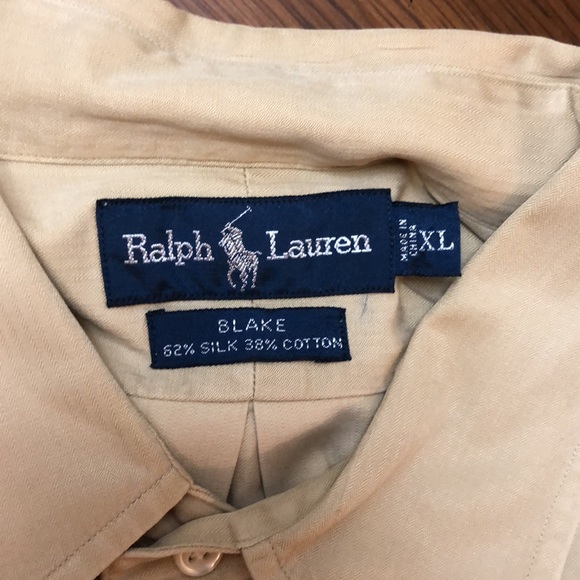 Ralph Lauren
MADE IN
CHINA
XL
BLAKE
62% SILK 38% COTTON